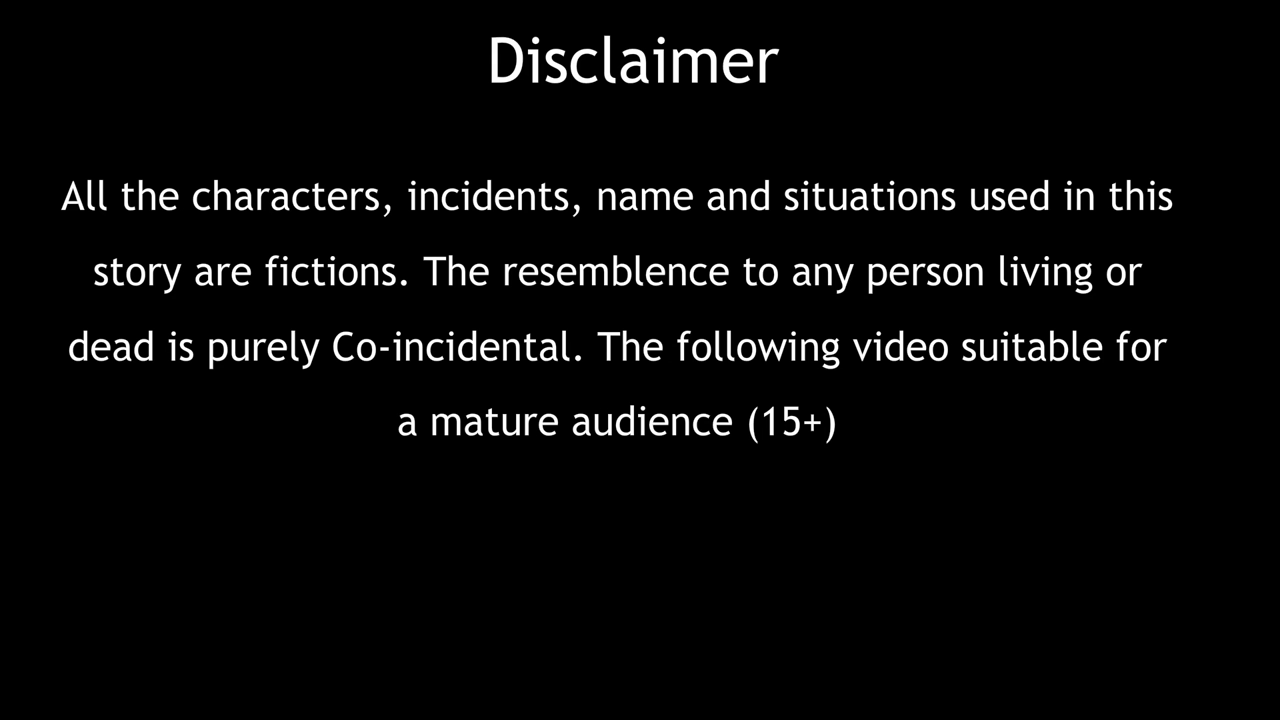 Disclaimer
All the characters, incidents, name and situations used in this
story are fictions. The resemblence to any person living or
dead is purely Co-incidental. The following video suitable for
a mature audience (15+)